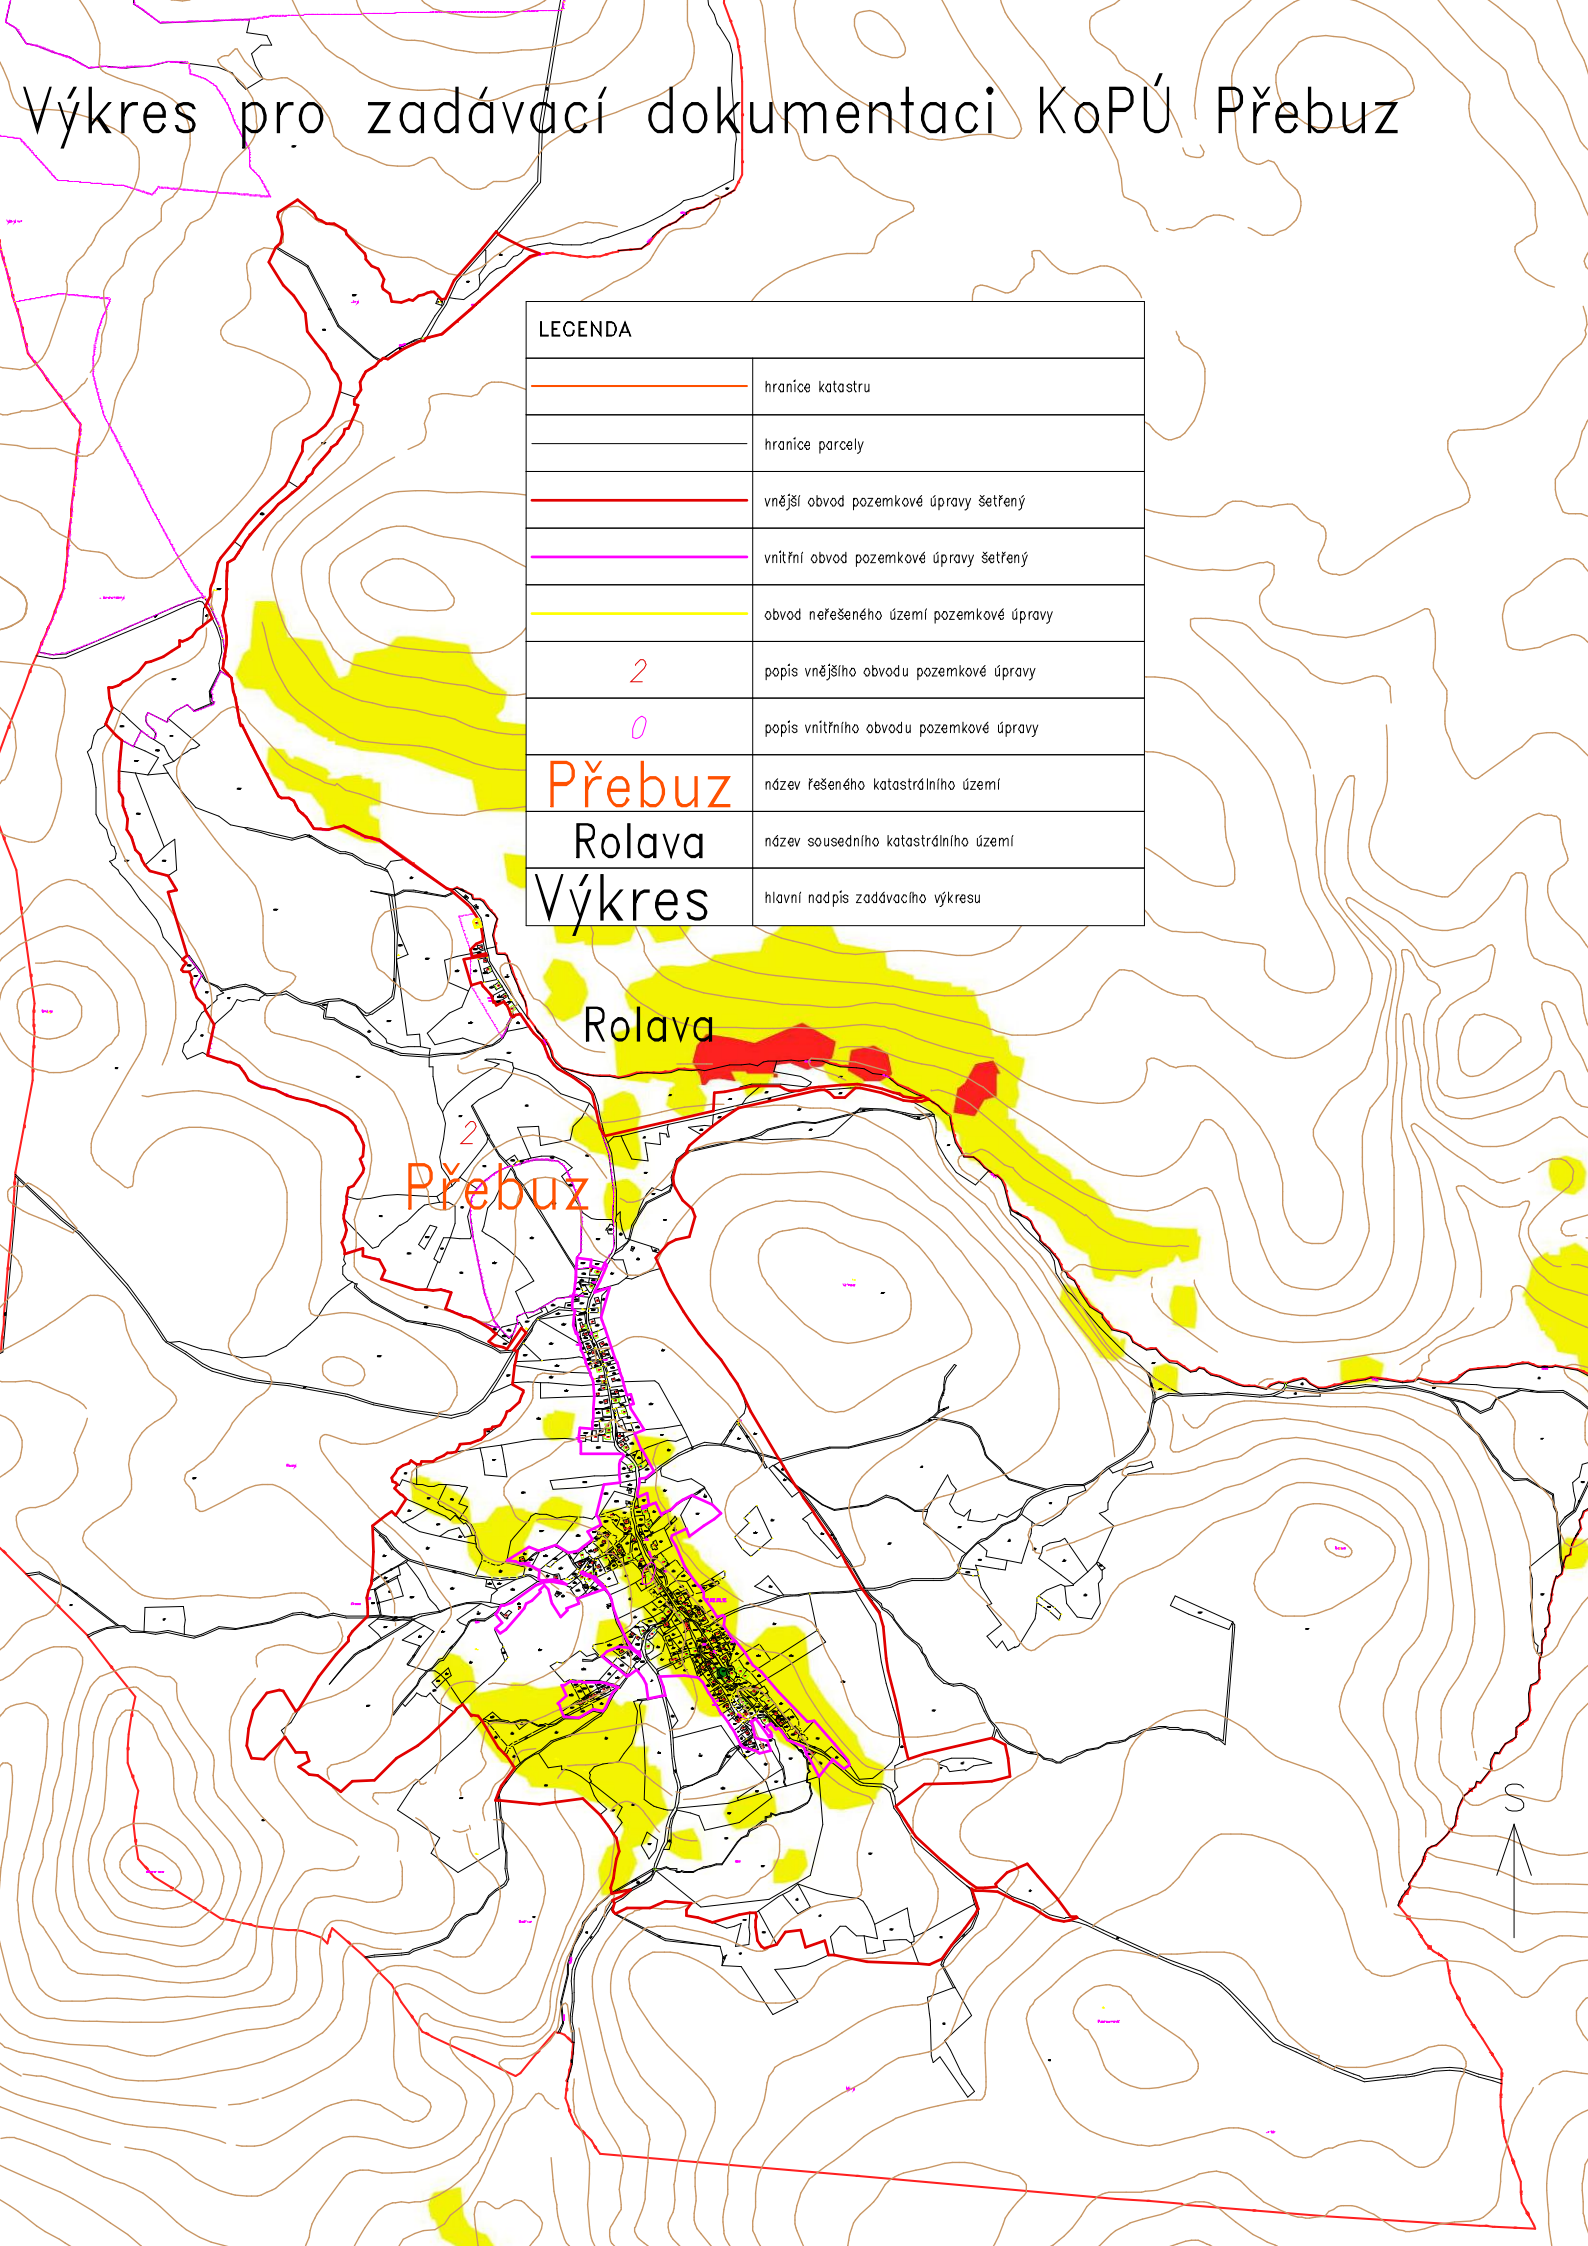 Výkres pro zadávací dokumentaci KoPÚ Přebuz
LEGENDA
hranice katastru
hranice parcely
vnější obvod pozemkové úpravy šetřený
vnitřní obvod pozemkové úpravy šetřený
obvod neřešeného území pozemkové úpravy
2 popis vnějšího obvodu pozemkové úpravy
0 popis vnitřního obvodu pozemkové úpravy
Přebuz název řešeného katastrálního území
Rolava název sousedního katastrálního území
Výkres hlavní nadpis zadávacího výkresu
Rolava
2
Přebuz
S